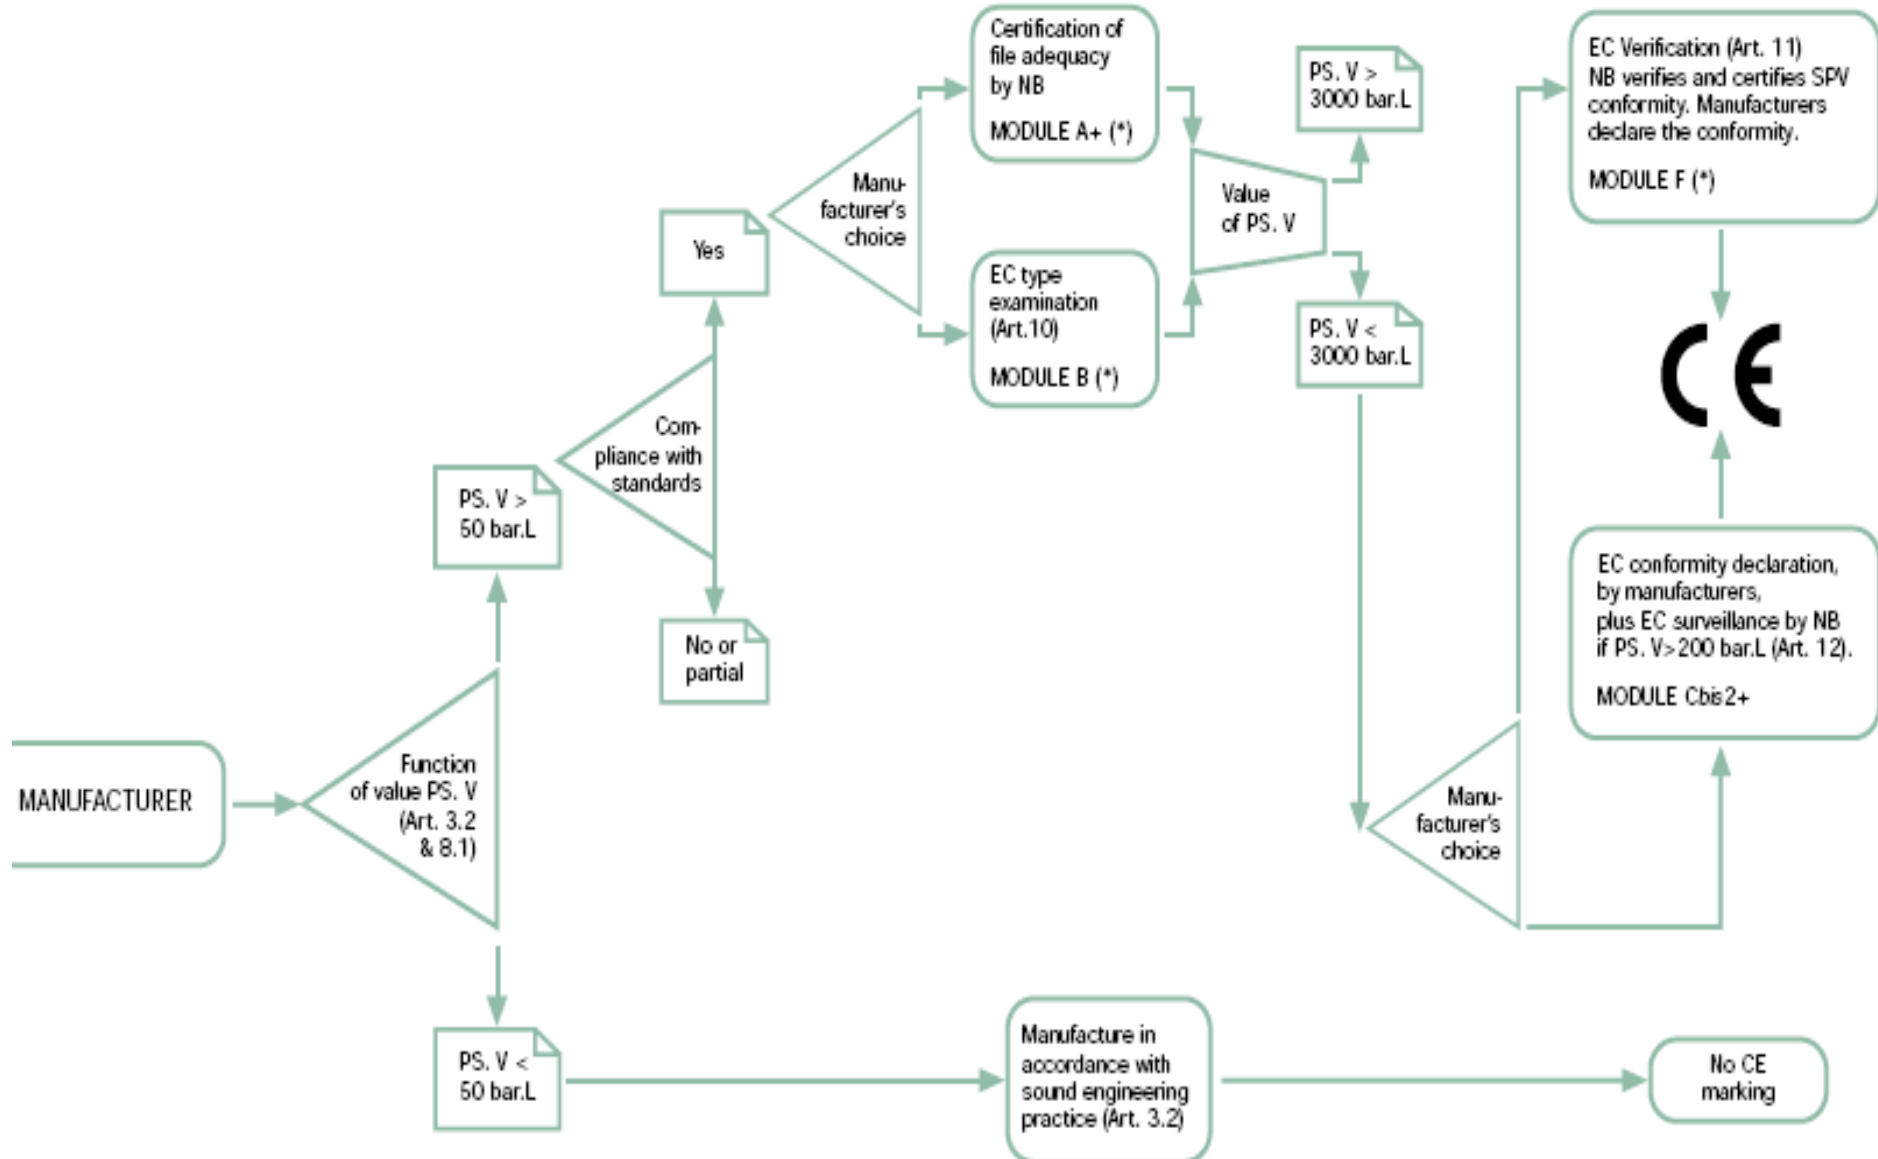 MANUFACTURER
Function
of value PS. V
(Art. 3.2
& 8.1)
PS. V >
50 bar.L
PS. V <
50 bar.L
Com-
pliance with
standards
Yes
No or
partial
Manu-
facturer's
choice
Certification of
file adequacy
by NB
MODULE A+ (*)
EC type
examination
(Art.10)
MODULE B (*)
Value
of PS. V
PS. V >
3000 bar.L
PS. V <
3000 bar.L
Manu-
facturer's
choice
EC Verification (Art. 11)
NB verifies and certifies SPV
conformity. Manufacturers
declare the conformity.
MODULE F (*)
CE
EC conformity declaration,
by manufacturers,
plus EC surveillance by NB
if PS. V>200 bar.L (Art. 12).
MODULE Cbis2+
Manufacture in
accordance with
sound engineering
practice (Art. 3.2)
No CE
marking